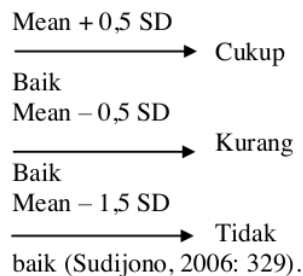 Mean + 0,5 SD
Cukup
Baik
Mean – 0,5 SD
Kurang
Baik
Mean – 1,5 SD
Tidak
baik (Sudijono, 2006: 329).